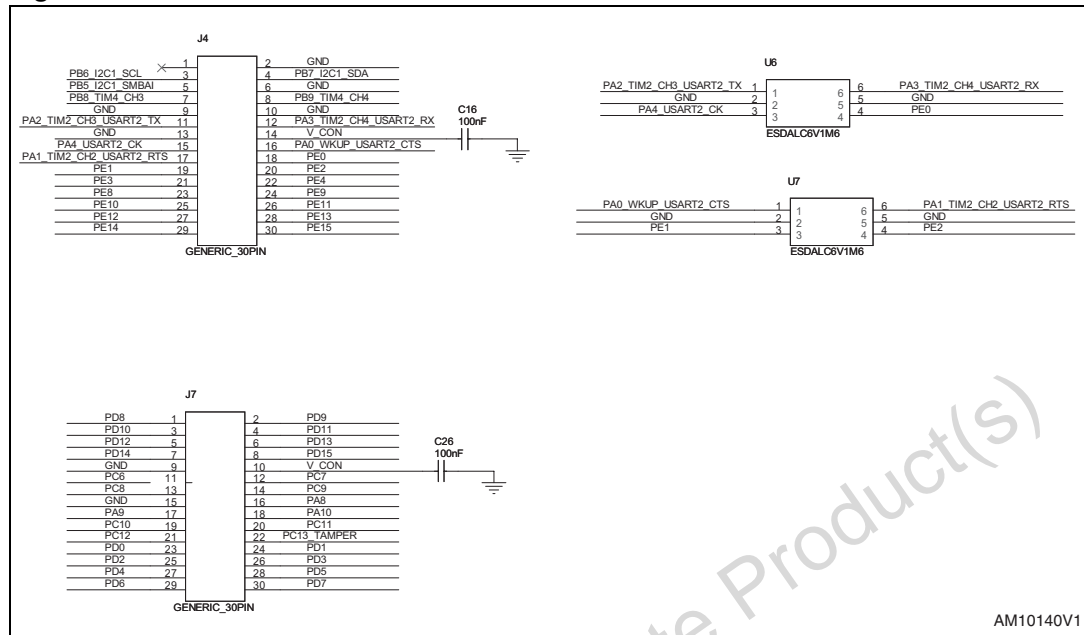 J4
1 2 GND
PB6_I2C1_SCL 3 4 PB7_I2C1_SDA
PB5_I2C1_SMBAI 5 6 GND
PB8_TIM4_CH3 7 8 PB9_TIM4_CH4
GND 9 10 GND
PA2_TIM2_CH3_USART2_TX 11 12 PA3_TIM2_CH4_USART2_RX
GND 13 14 V_CON
PA4_USART2_CK 15 16 PA0_WKUP_USART2_CTS
PA1_TIM2_CH2_USART2_RTS 17 18 PE0
PE1 19 20 PE2
PE3 21 22 PE4
PE8 23 24 PE9
PE10 25 26 PE11
PE12 27 28 PE13
PE14 29 30 PE15
GENERIC_30PIN
C16
100nF
U6
PA2_TIM2_CH3_USART2_TX 1 1 6 6 PA3_TIM2_CH4_USART2_RX
GND 2 2 5 5 GND
PA4_USART2_CK 3 3 4 4 PE0
ESDALC6V1M6
U7
PA0_WKUP_USART2_CTS 1 1 6 6 PA1_TIM2_CH2_USART2_RTS
GND 2 2 5 5 GND
PE1 3 3 4 4 PE2
ESDALC6V1M6
J7
PD8 1 2 PD9
PD10 3 4 PD11
PD12 5 6 PD13
PD14 7 8 PD15
GND 9 10 V_CON
PC6 11 12 PC7
PC8 13 14 PC9
GND 15 16 PA8
PA9 17 18 PA10
PC10 19 20 PC11
PC12 21 22 PC13_TAMPER
PD0 23 24 PD1
PD2 25 26 PD3
PD4 27 28 PD5
PD6 29 30 PD7
GENERIC_30PIN
C26
100nF
te Product(s)
AM10140V1